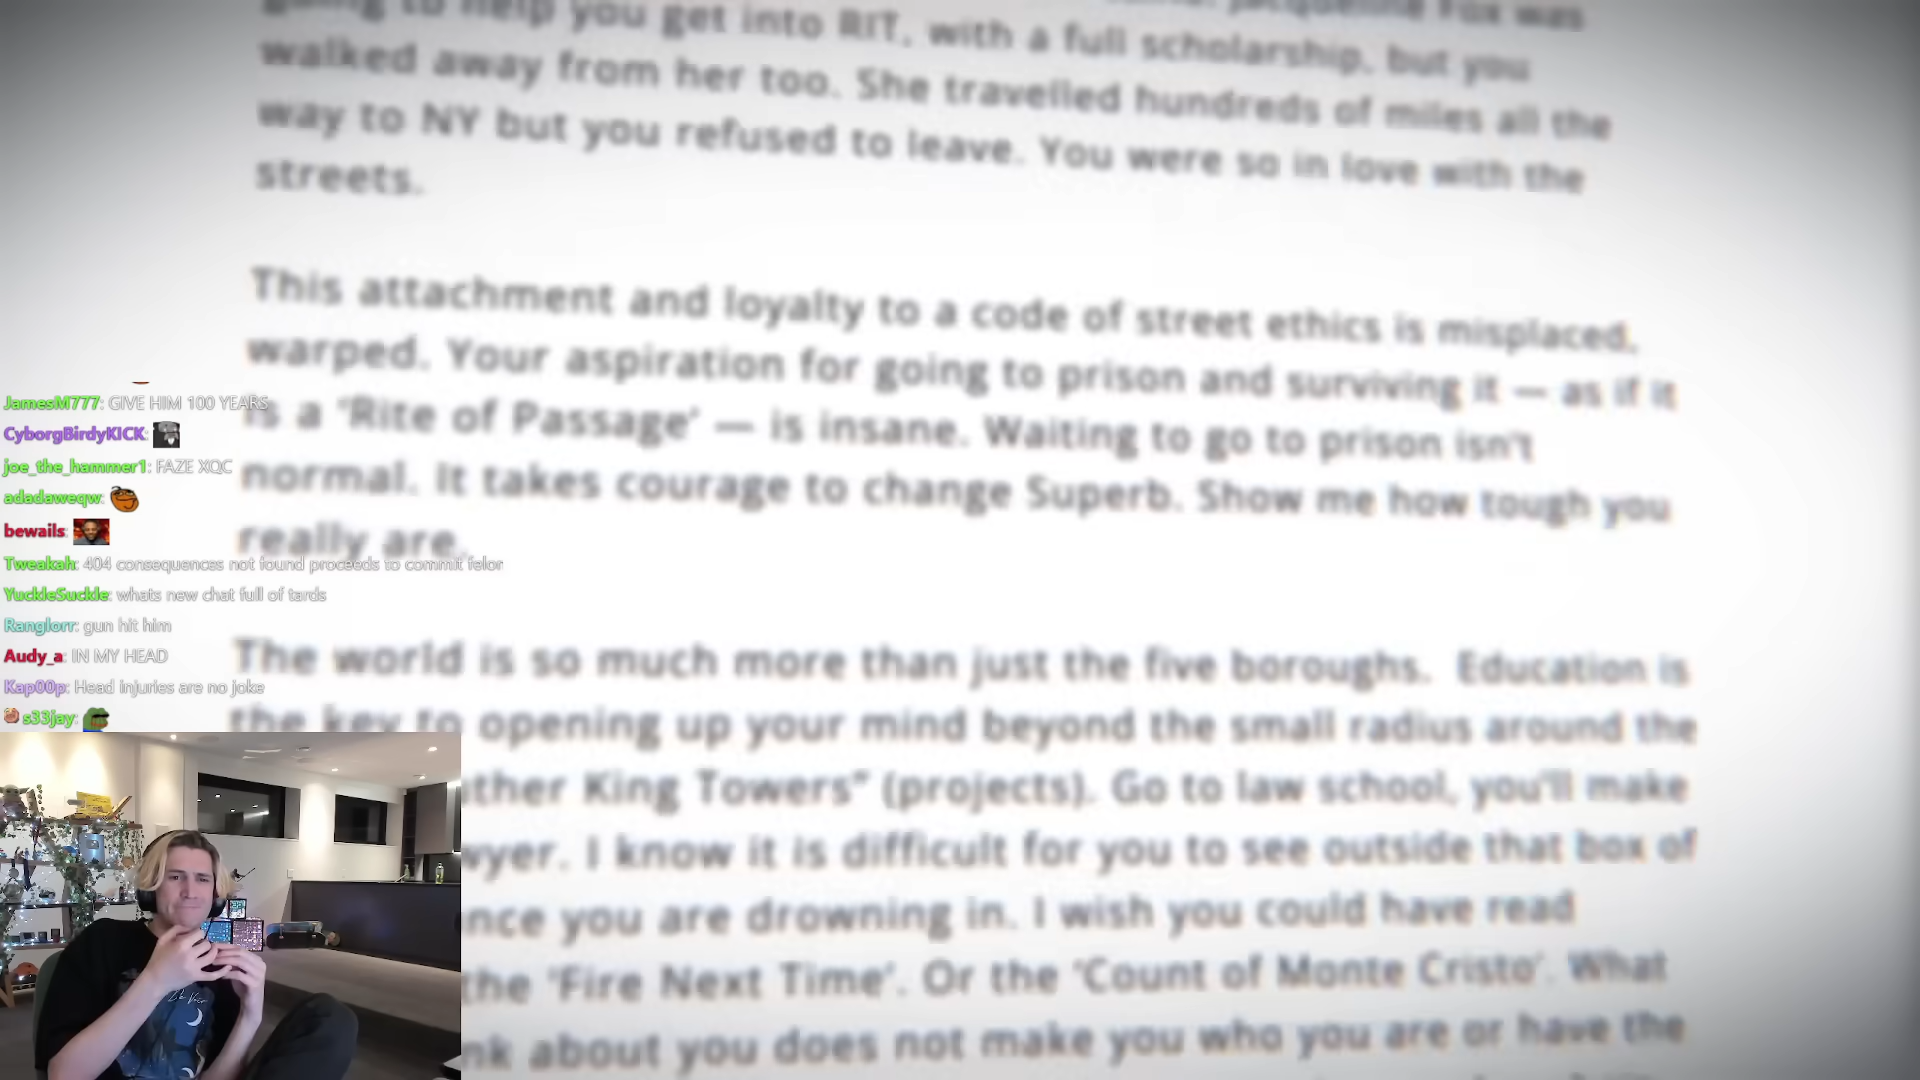 going to help you get into RIT, with a full scholarship, but you
walked away from her too. She travelled hundreds of miles all the
way to NY but you refused to leave. You were so in love with the
streets.
This attachment and loyalty to a code of street ethics is misplaced,
warped. Your aspiration for going to prison and surviving it — as if it
is a 'Rite of Passage' — is insane. Waiting to go to prison isn't
normal. It takes courage to change Superb. Show me how tough you
really are.
The world is so much more than just the five boroughs. Education is
the key to opening up your mind beyond the small radius around the
uther King Towers” (projects). Go to law school, you'll make
wyer. I know it is difficult for you to see outside that box of
nce you are drowning in. I wish you could have read
the 'Fire Next Time'. Or the 'Count of Monte Cristo'. What
nk about you does not make you who you are or have the
JamesM777: GIVE HIM 100 YEARS
CyborgBirdyKICK:
joe_the_hammer1: FAZE XQC
adadaweqw:
bewails:
Tweakah: 404 consequences not found proceeds to commit felor
YuckleSuckle: whats new chat full of tards
Ranglorr: gun hit him
Audy_a: IN MY HEAD
Kap00p: Head injuries are no joke
s33jay: